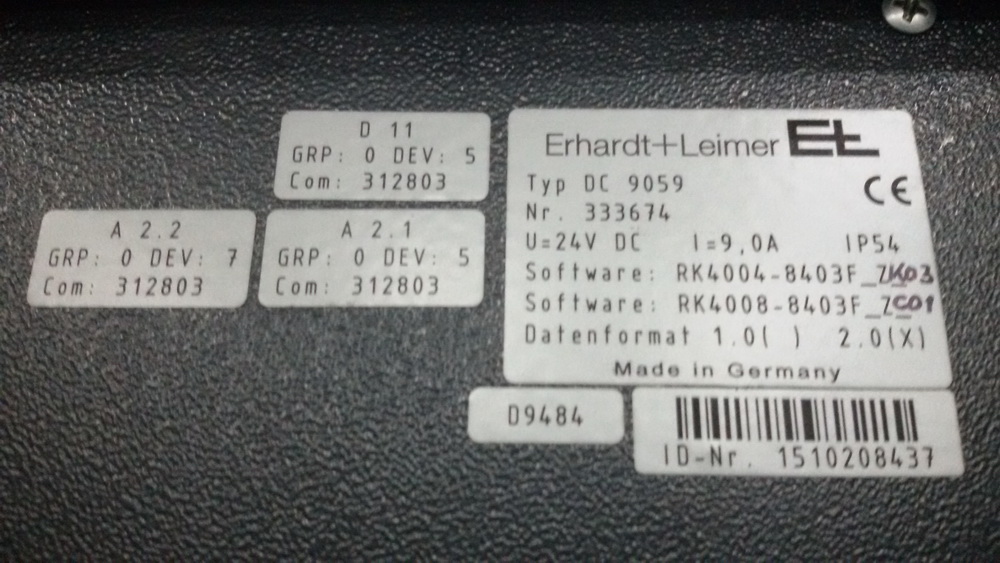 D 11
GRP: 0 DEV: 5
Com: 312803
A 2.2
GRP: 0 DEV: 7
Com: 312803
A 2.1
GRP: 0 DEV: 5
Com: 312803
Erhardt+Leimer E+L
Typ DC 9059
CE
Nr. 333674
U=24V DC I=9,0A IP54
Software: RK4004-8403F_ZK03
Software: RK4008-8403F_ZC01
Datenformat 1.0( ) 2.0(X)
Made in Germany
D9484
ID-Nr. 1510208437